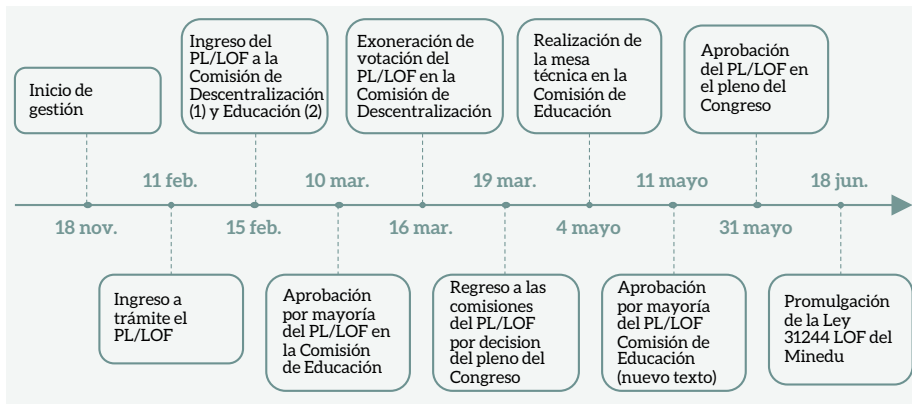 Inicio de
gestión
Ingreso del
PL/LOF a la
Comisión de
Descentralización
(1) y Educación (2)
Exoneración de
votación del
PL/LOF en la
Comisión de
Descentralización
Realización de
la mesa
técnica en la
Comisión de
Educación
Aprobación
del PL/LOF en
el pleno del
Congreso
11 feb.
10 mar.
19 mar.
11 mayo
18 jun.
18 nov.
15 feb.
16 mar.
4 mayo
31 mayo
Ingreso a
trámite el
PL/LOF
Aprobación
por mayoría
del PL/LOF en
la Comisión
de Educación
Regreso a las
comisiones
del PL/LOF
por decision
del pleno del
Congreso
Aprobación
por mayoría
del PL/LOF
Comisión de
Educación
(nuevo texto)
Promulgación
de la Ley
31244 LOF del
Minedu